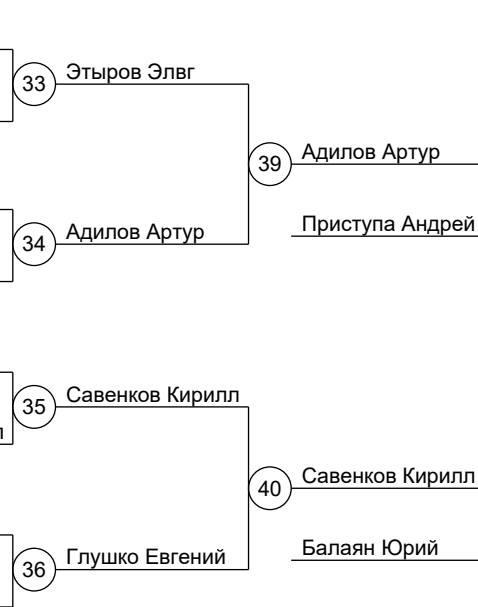 33 Этыров Элвг
39 Адилов Артур
Приступа Андрей
34 Адилов Артур
35 Савенков Кирилл
40 Савенков Кирилл
Балаян Юрий
36 Глушко Евгений